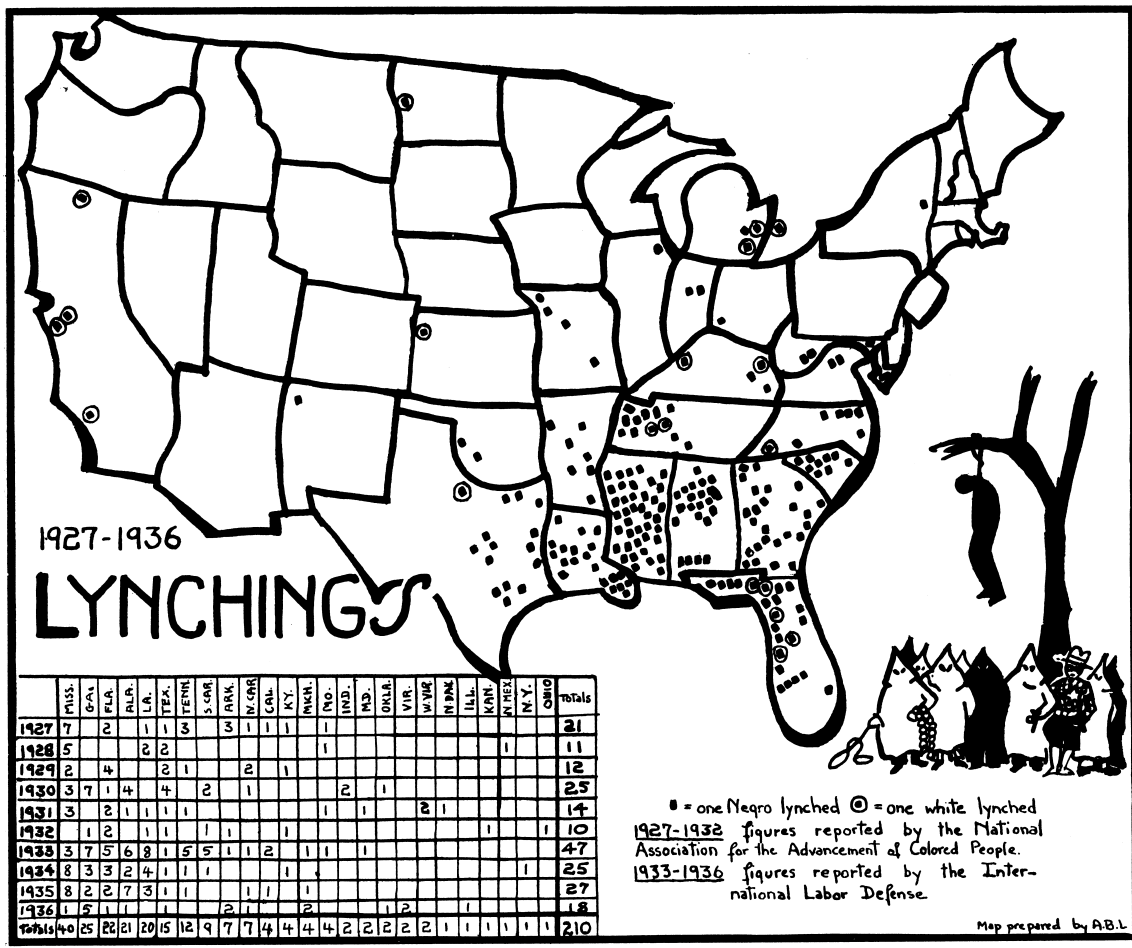 1927-1936
LYNCHINGS
MISS. GA. FLA. ALA. LA. TEX. TENN. S.CAR. ARK. N.CAR CAL. KY. MICH. MO. IND. MD. OKLA. VIR. W.VIR. N.DAK. ILL. KAN. N.MEX. N.Y. OHIO Totals
1927 7 2 1 1 3 3 1 1 1 1 21
1928 5 2 2 1 1 11
1929 2 4 2 1 2 1 12
1930 3 7 1 4 4 2 1 2 1 25
1931 3 2 1 1 1 1 1 1 2 1 14
1932 1 2 1 1 1 1 1 1 1 10
1933 3 7 5 6 8 1 5 5 1 1 2 1 1 1 47
1934 8 3 3 2 4 1 1 1 1 1 25
1935 8 2 2 7 3 1 1 1 1 1 27
1936 1 5 1 1 1 2 1 2 1 2 1 18
Totals 40 25 22 21 20 15 12 9 7 7 4 4 4 4 2 2 2 2 2 1 1 1 1 1 1 210
= one Negro lynched = one white lynched
1927-1932 figures reported by the National
Association for the Advancement of Colored People.
1933-1936 figures reported by the Inter-
national Labor Defense
Map prepared by A.B.L